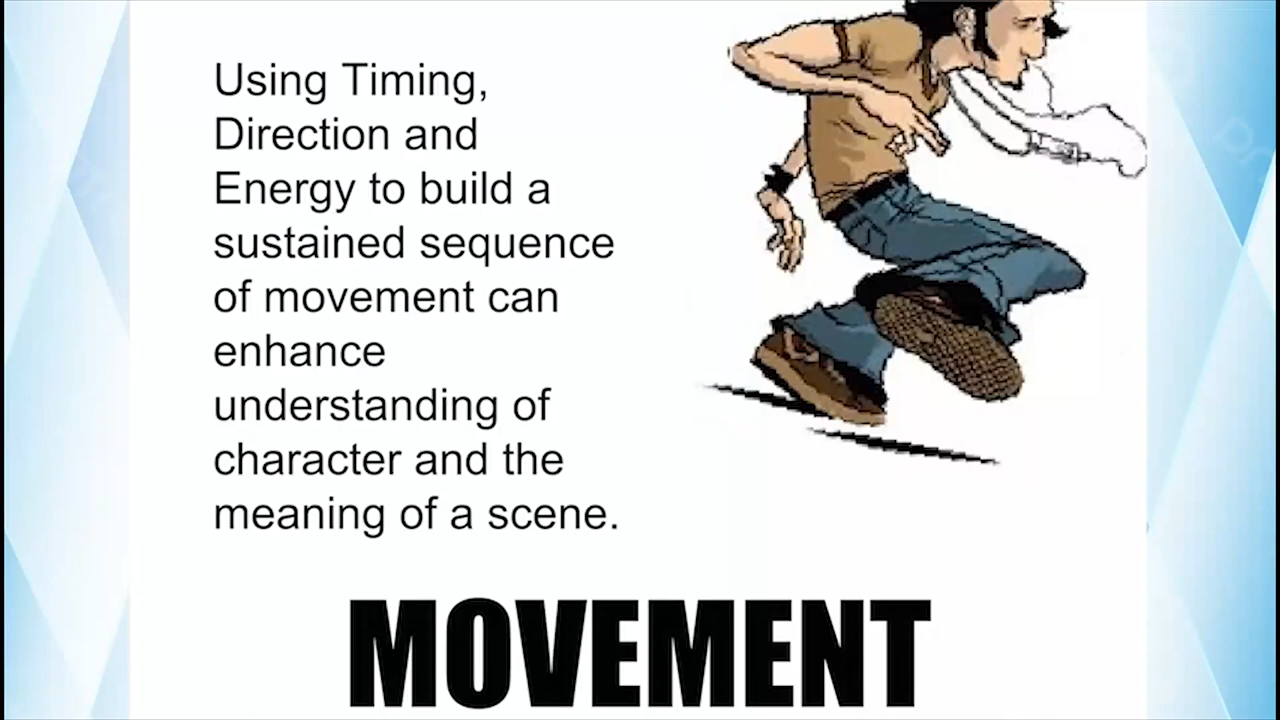 Using Timing,
Direction and
Energy to build a
sustained sequence
of movement can
enhance
understanding of
character and the
meaning of a scene.
MOVEMENT